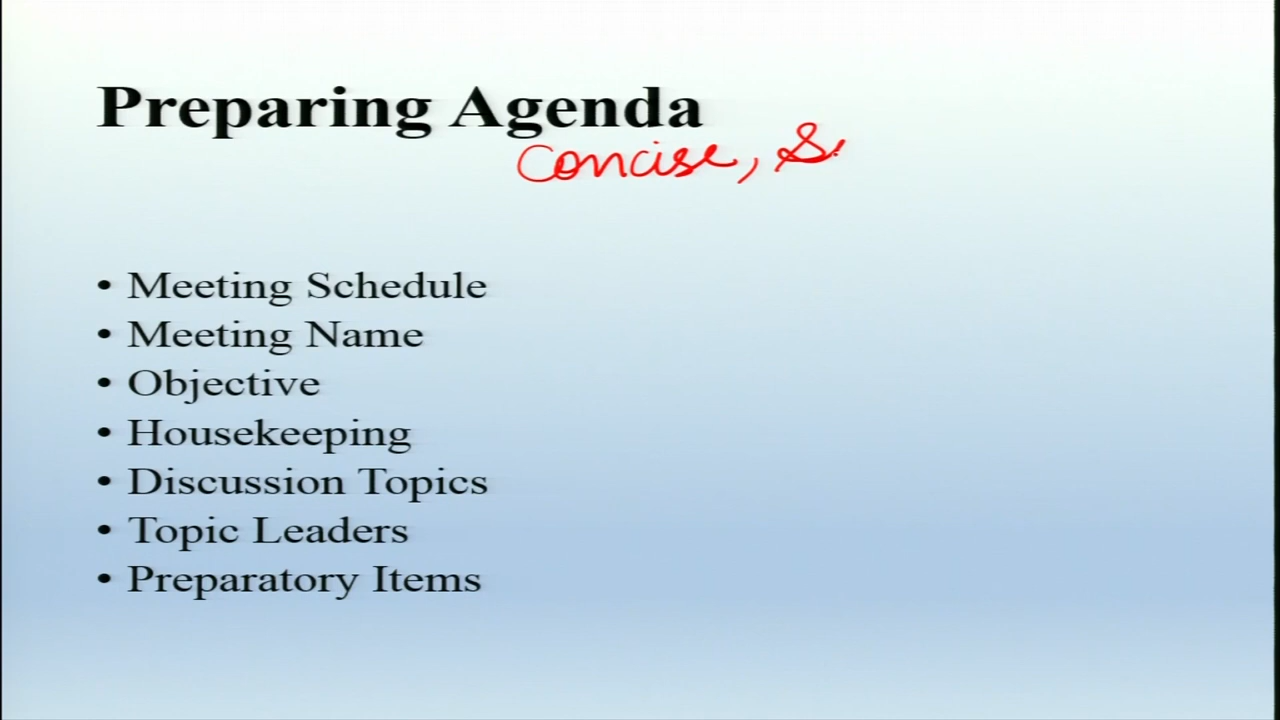 Preparing Agenda
Concise, S
• Meeting Schedule
• Meeting Name
• Objective
• Housekeeping
• Discussion Topics
• Topic Leaders
• Preparatory Items